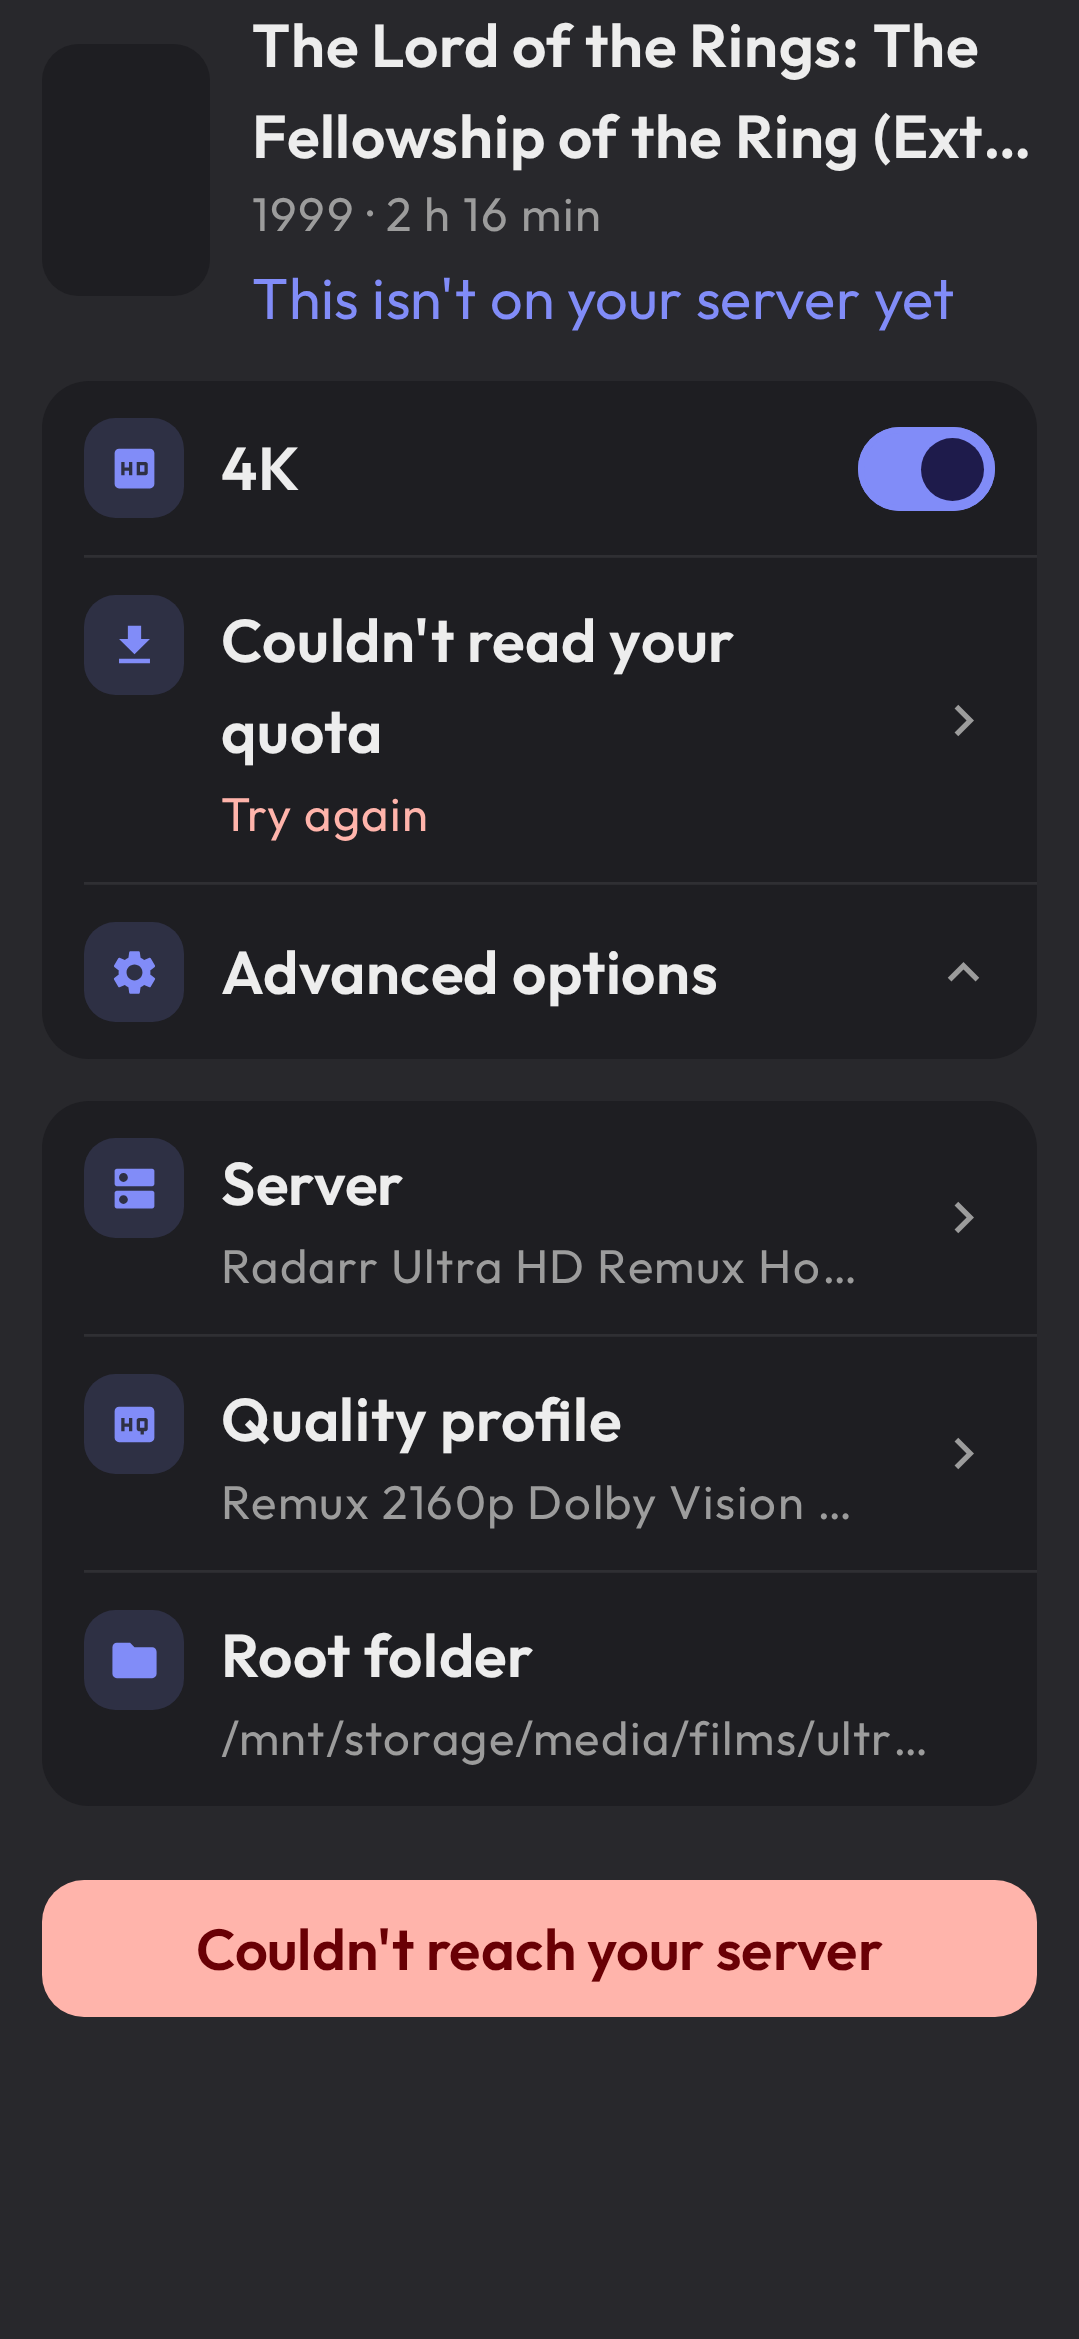 The Lord of the Rings: The
Fellowship of the Ring (Ext...
1999 · 2 h 16 min
This isn't on your server yet
HD
4K
Couldn't read your
quota
Try again
Advanced options
Server
Radarr Ultra HD Remux Ho...
HQ
Quality profile
Remux 2160p Dolby Vision ...
Root folder
/mnt/storage/media/films/ultr...
Couldn't reach your server